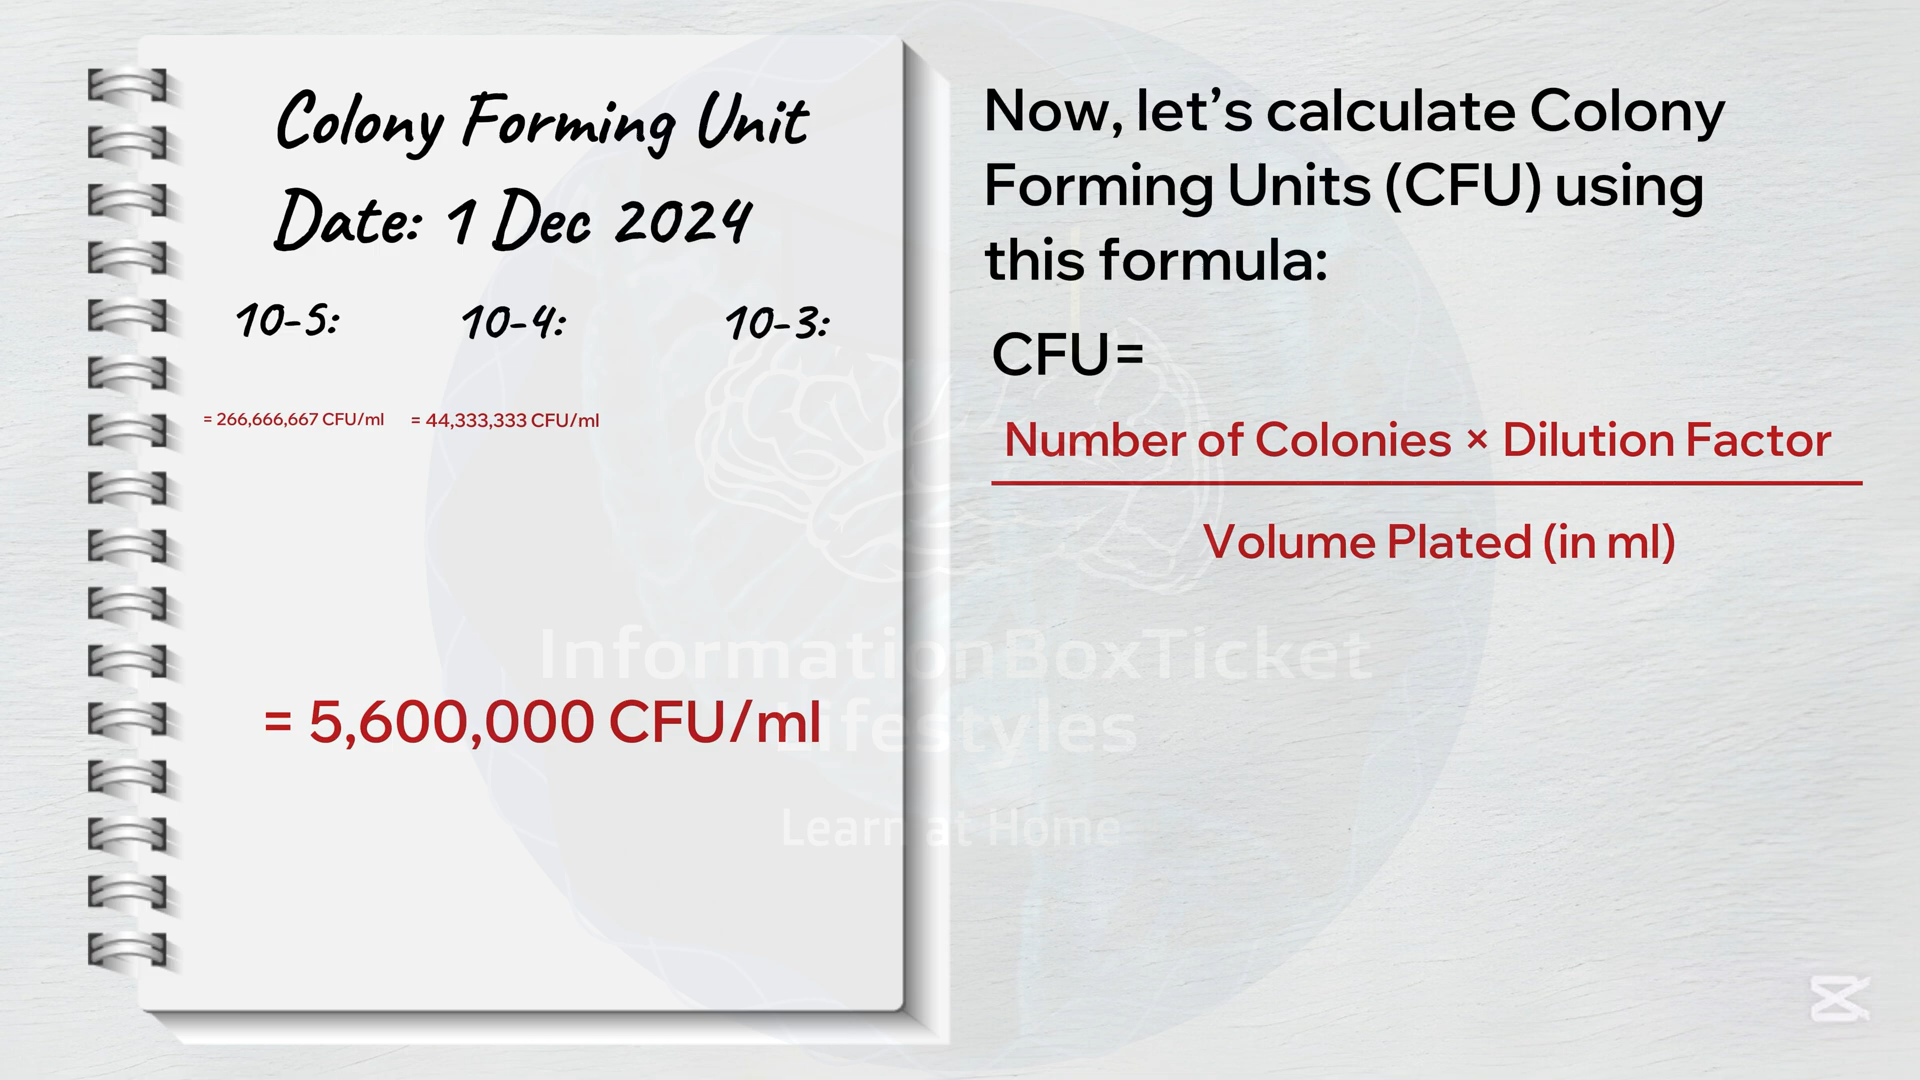 Colony Forming Unit
Date: 1 Dec 2024
10-5: 10-4: 10-3:
= 266,666,667 CFU/ml = 44,333,333 CFU/ml
= 5,600,000 CFU/ml
Now, let’s calculate Colony
Forming Units (CFU) using
this formula:
CFU=
Number of Colonies × Dilution Factor
Volume Plated (in ml)
InformationBoxTicket
Lifestyles
Learn at Home